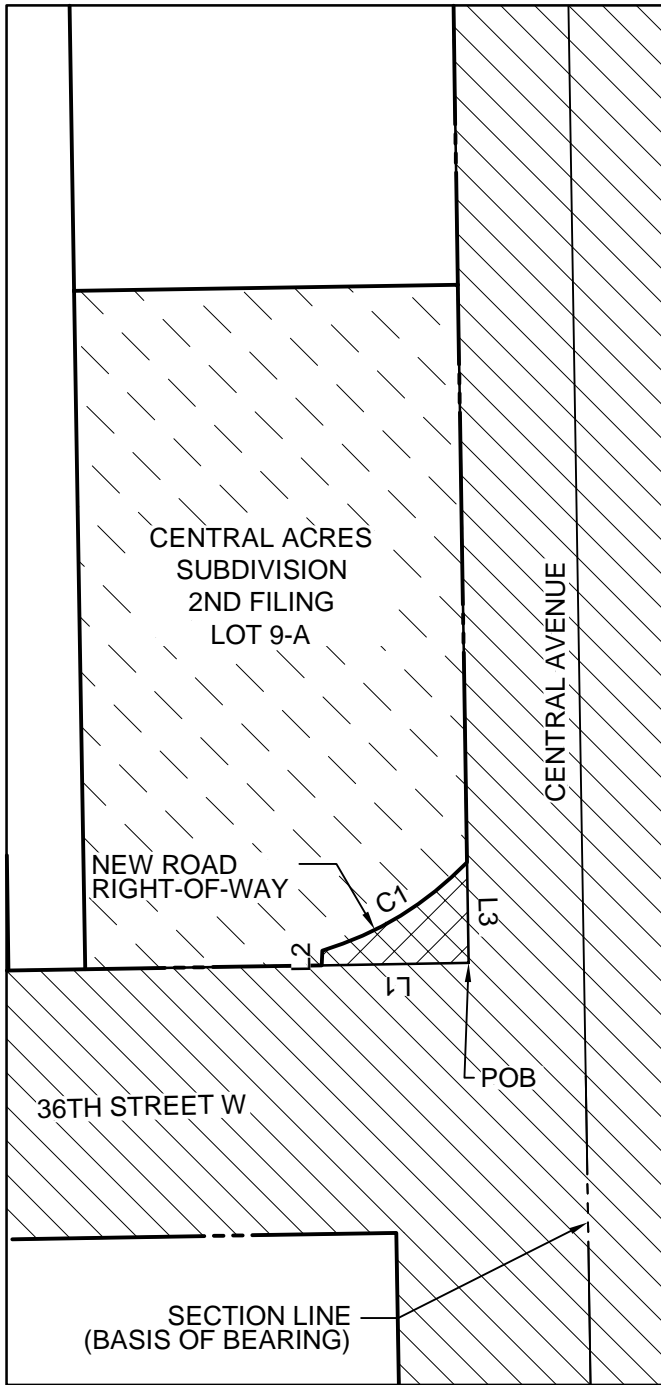 CENTRAL ACRES
SUBDIVISION
2ND FILING
LOT 9-A
CENTRAL AVENUE
NEW ROAD
RIGHT-OF-WAY
C1
L2
L3
L1
POB
36TH STREET W
SECTION LINE
(BASIS OF BEARING)